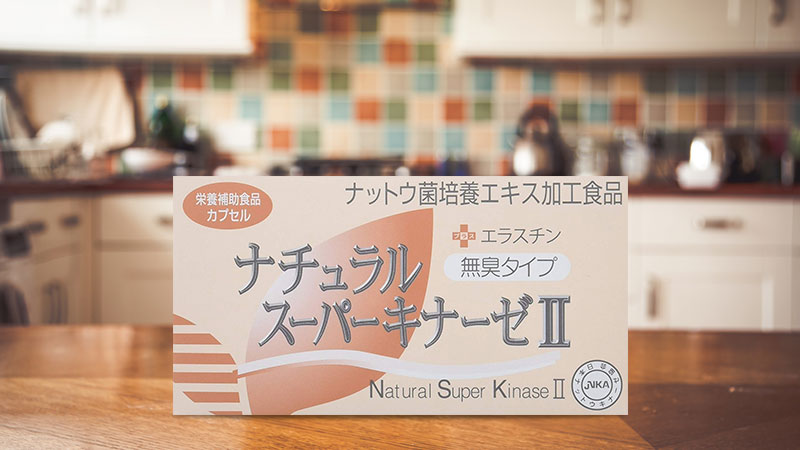 栄養補助食品
カプセル
ナットウ菌培養エキス加工食品
プラス
エラスチン
無臭タイプ
ナチュラル
スーパーキナーゼⅡ
Natural Super Kinase Ⅱ
JNKA